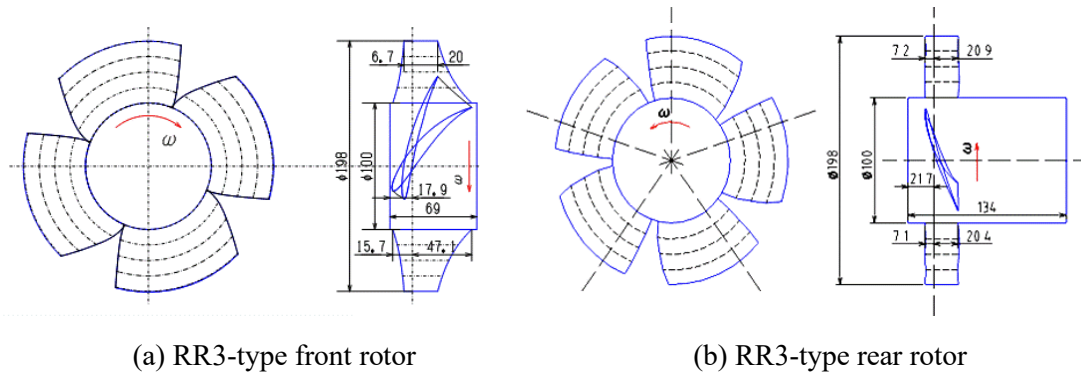 6.7 20
ω
φ198
φ100
ω
17.9
69
15.7 47.1
7.2 20.9
ω
φ198
φ100
ω
21.7
134
7.1 20.4
(a) RR3-type front rotor
(b) RR3-type rear rotor